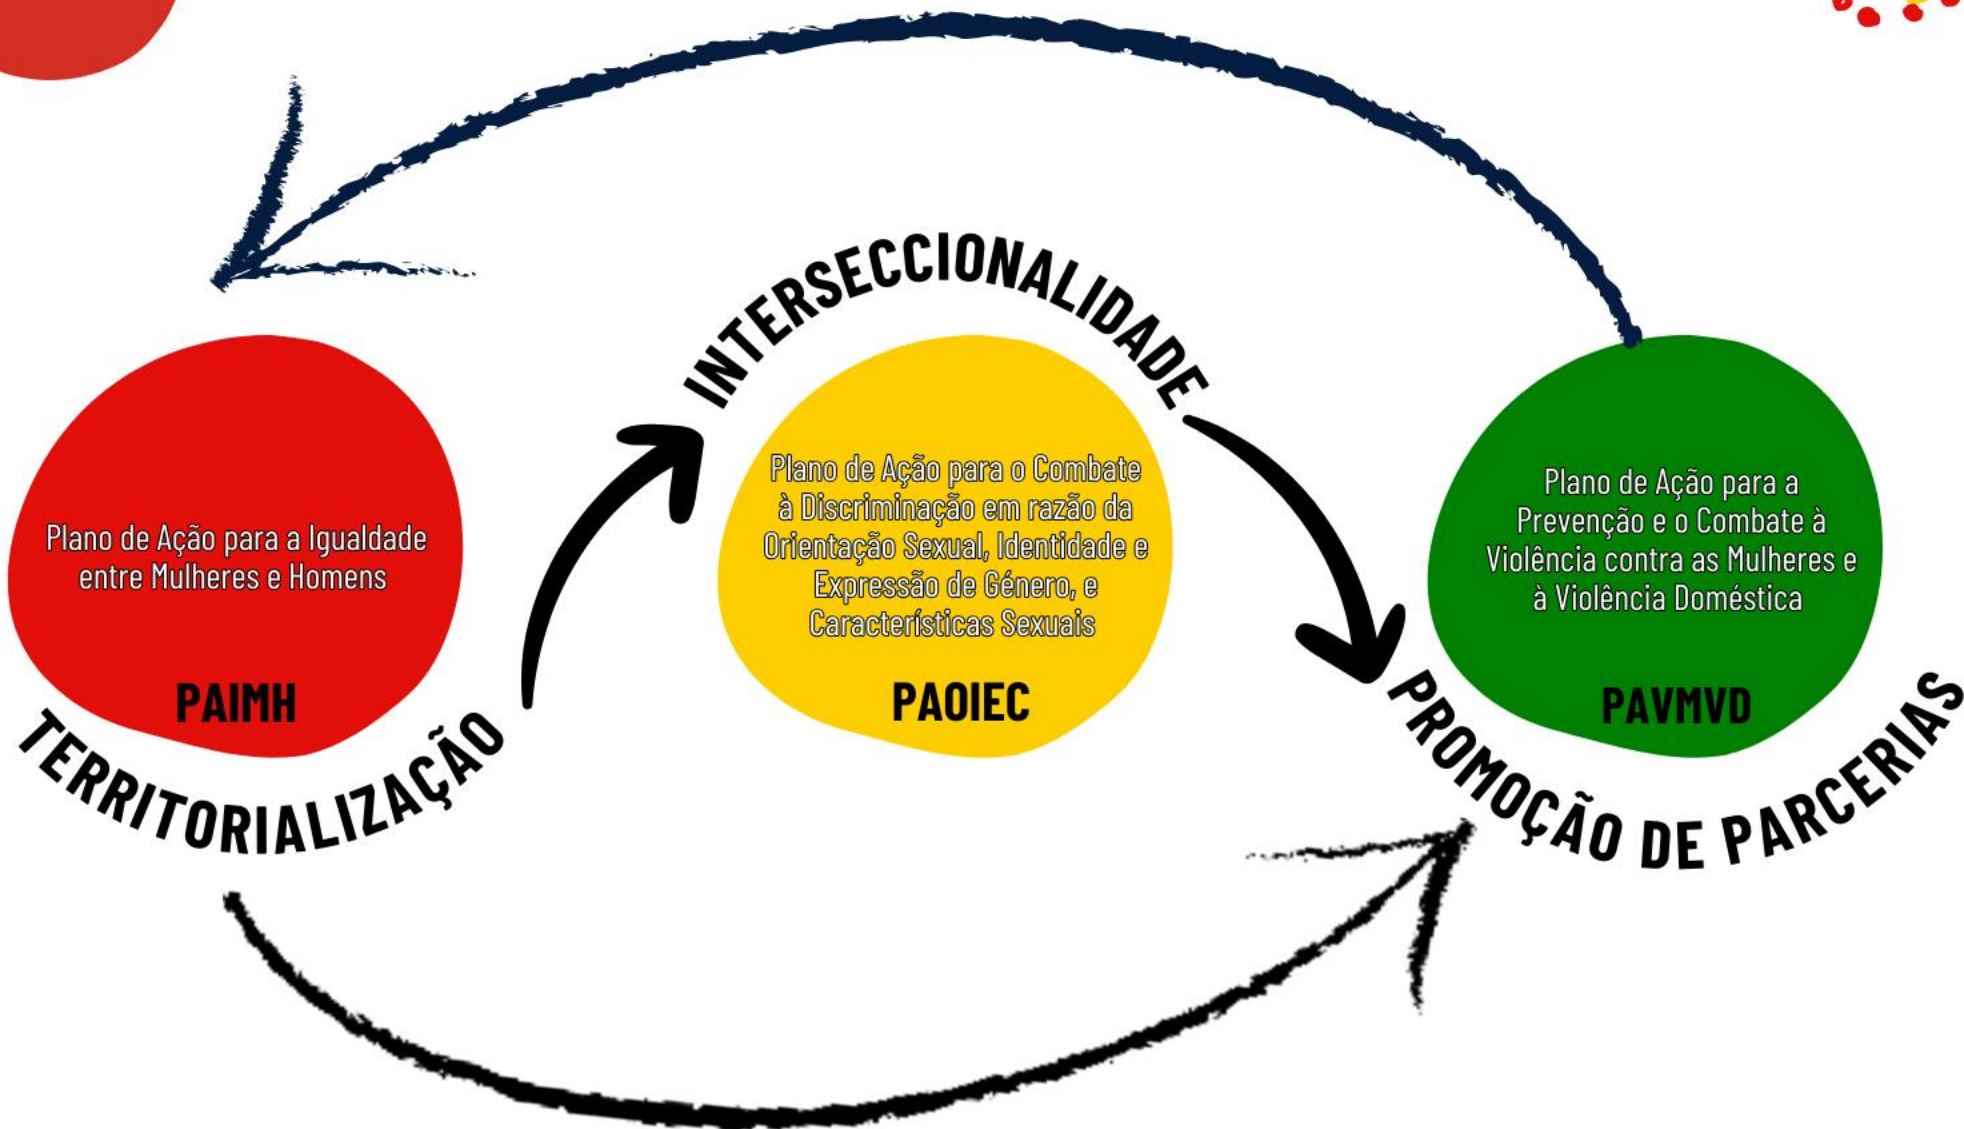 INTERSECCIONALIDADE
Plano de Ação para a Igualdade
entre Mulheres e Homens
PAIMH
TERRITORIALIZAÇÃO
Plano de Ação para o Combate
à Discriminação em razão da
Orientação Sexual, Identidade e
Expressão de Género, e
Características Sexuais
PAOIEC
Plano de Ação para a
Prevenção e o Combate à
Violência contra as Mulheres e
à Violência Doméstica
PAVMVD
PROMOÇÃO DE PARCERIAS